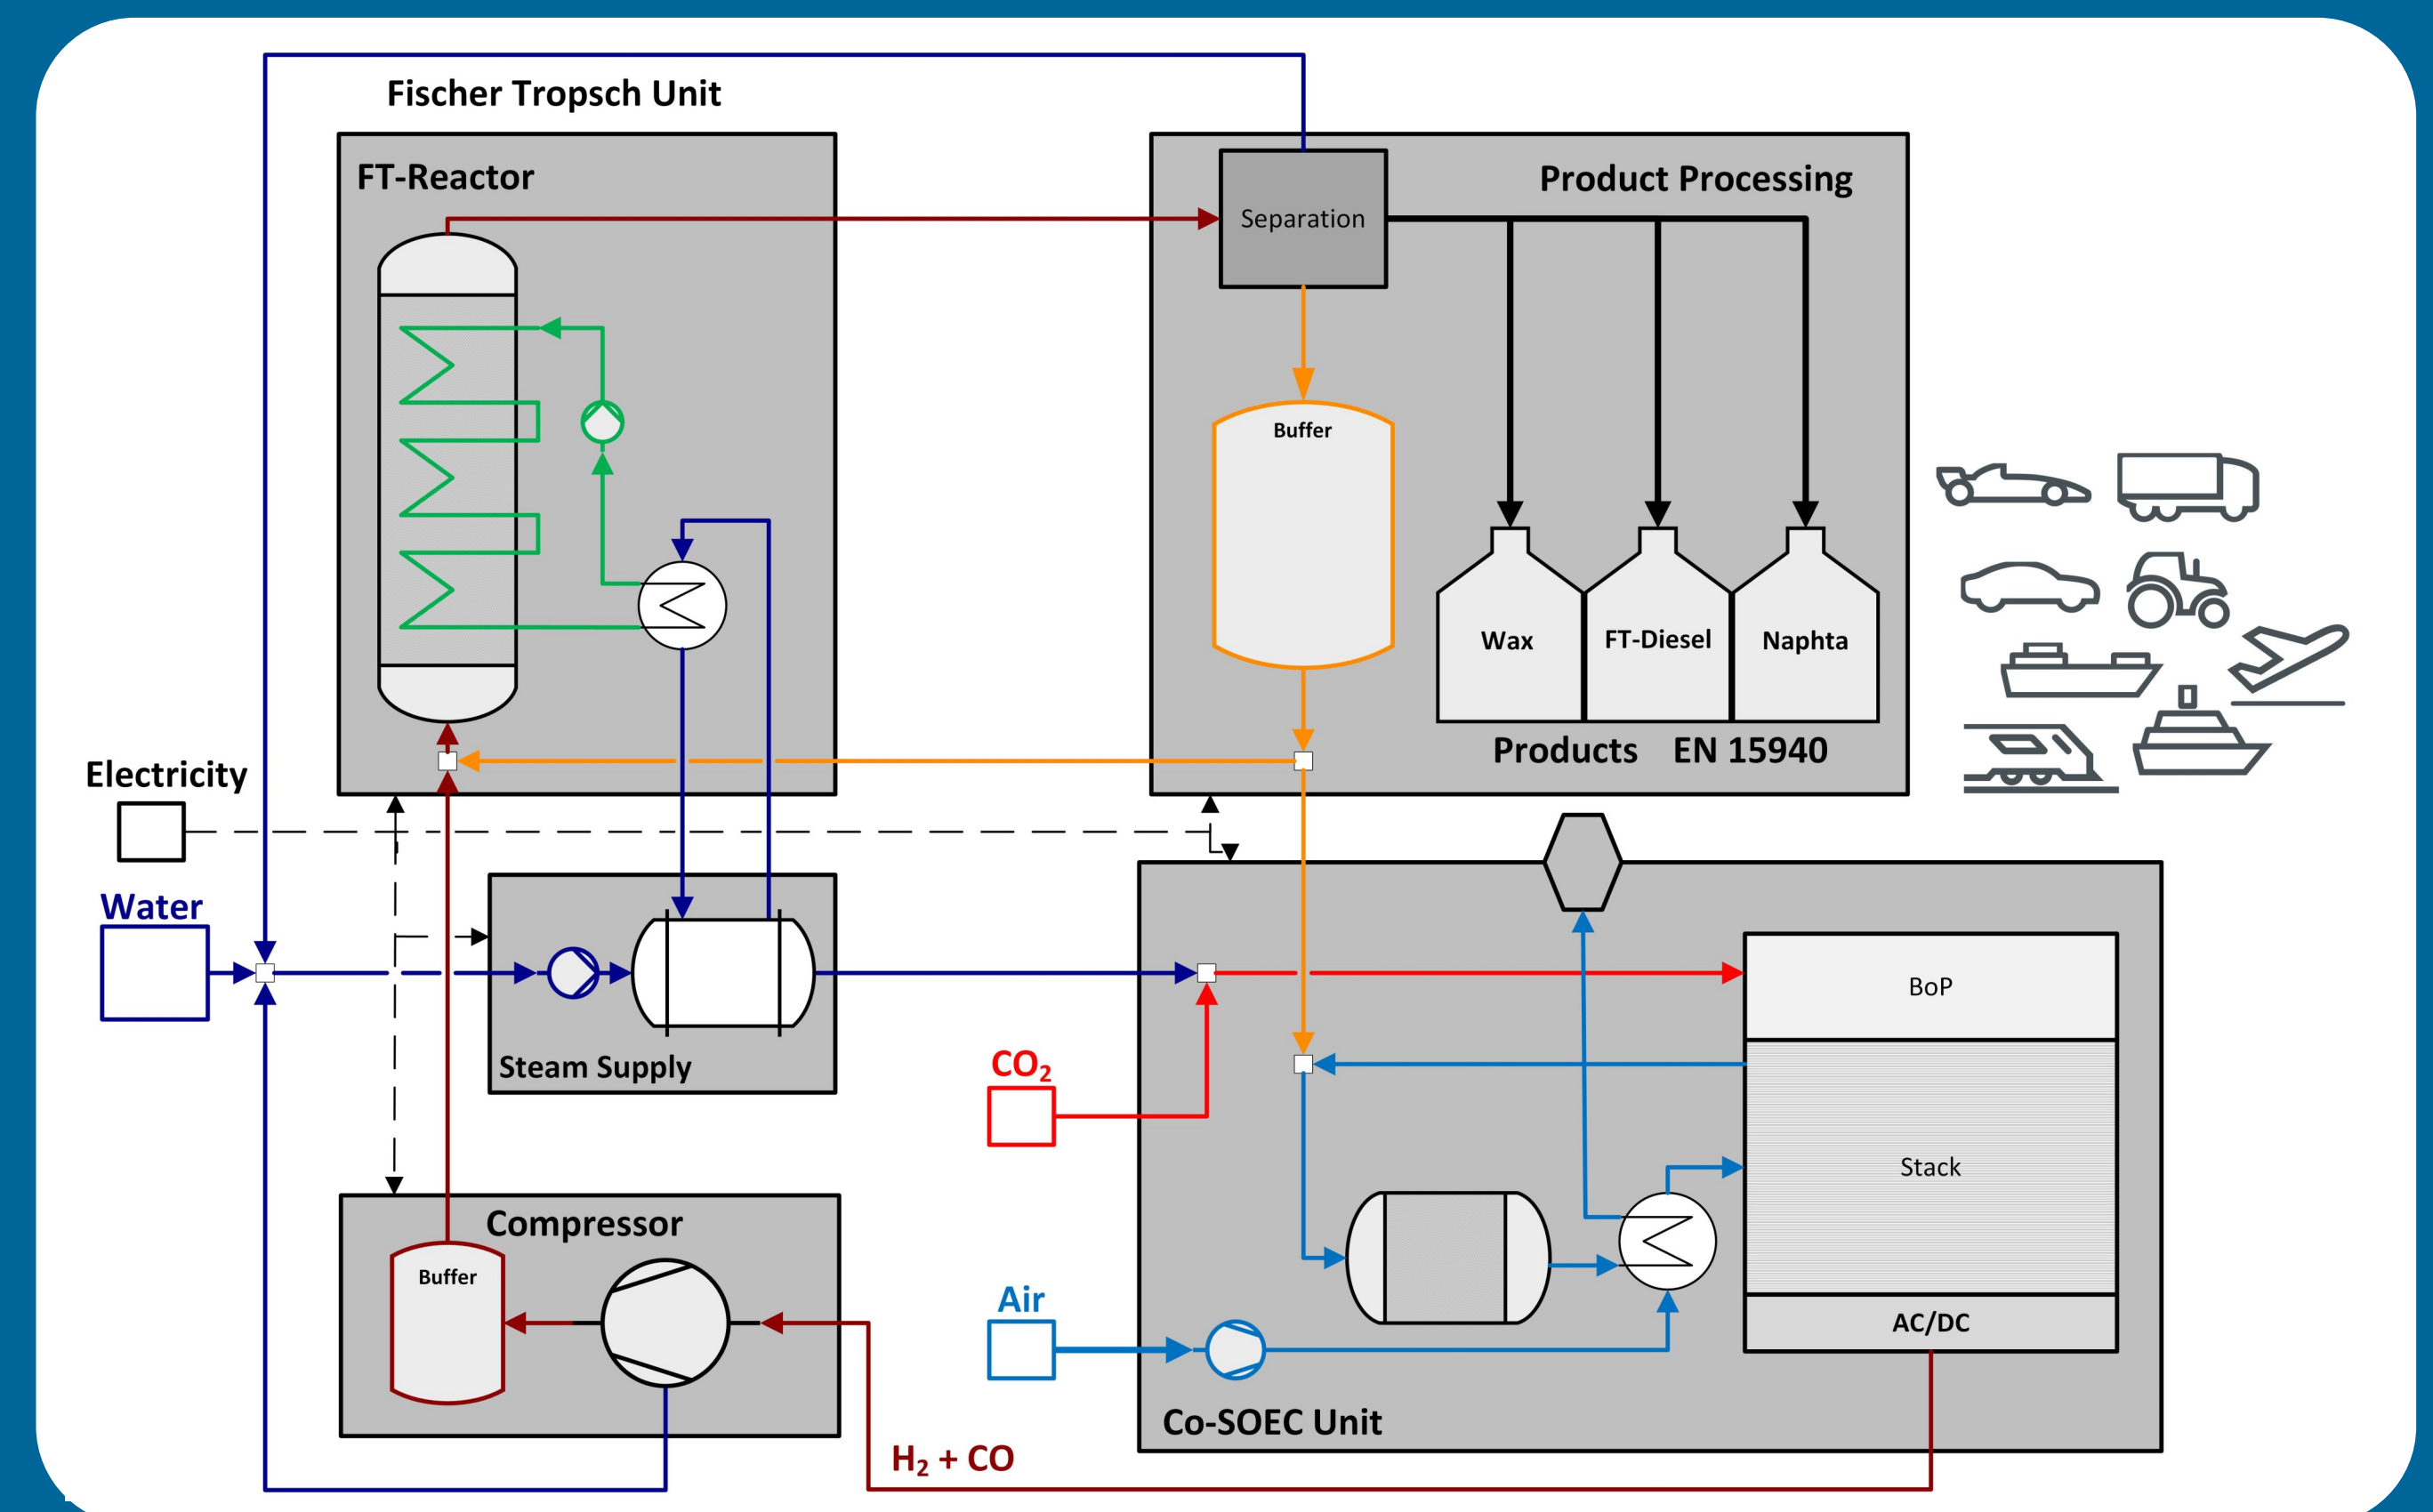 Fischer Tropsch Unit
FT-Reactor
Product Processing
Separation
Buffer
Wax
FT-Diesel
Naphta
Products EN 15940
Electricity
Water
Steam Supply
CO₂
BoP
Stack
AC/DC
Compressor
Buffer
Air
Co-SOEC Unit
H₂ + CO